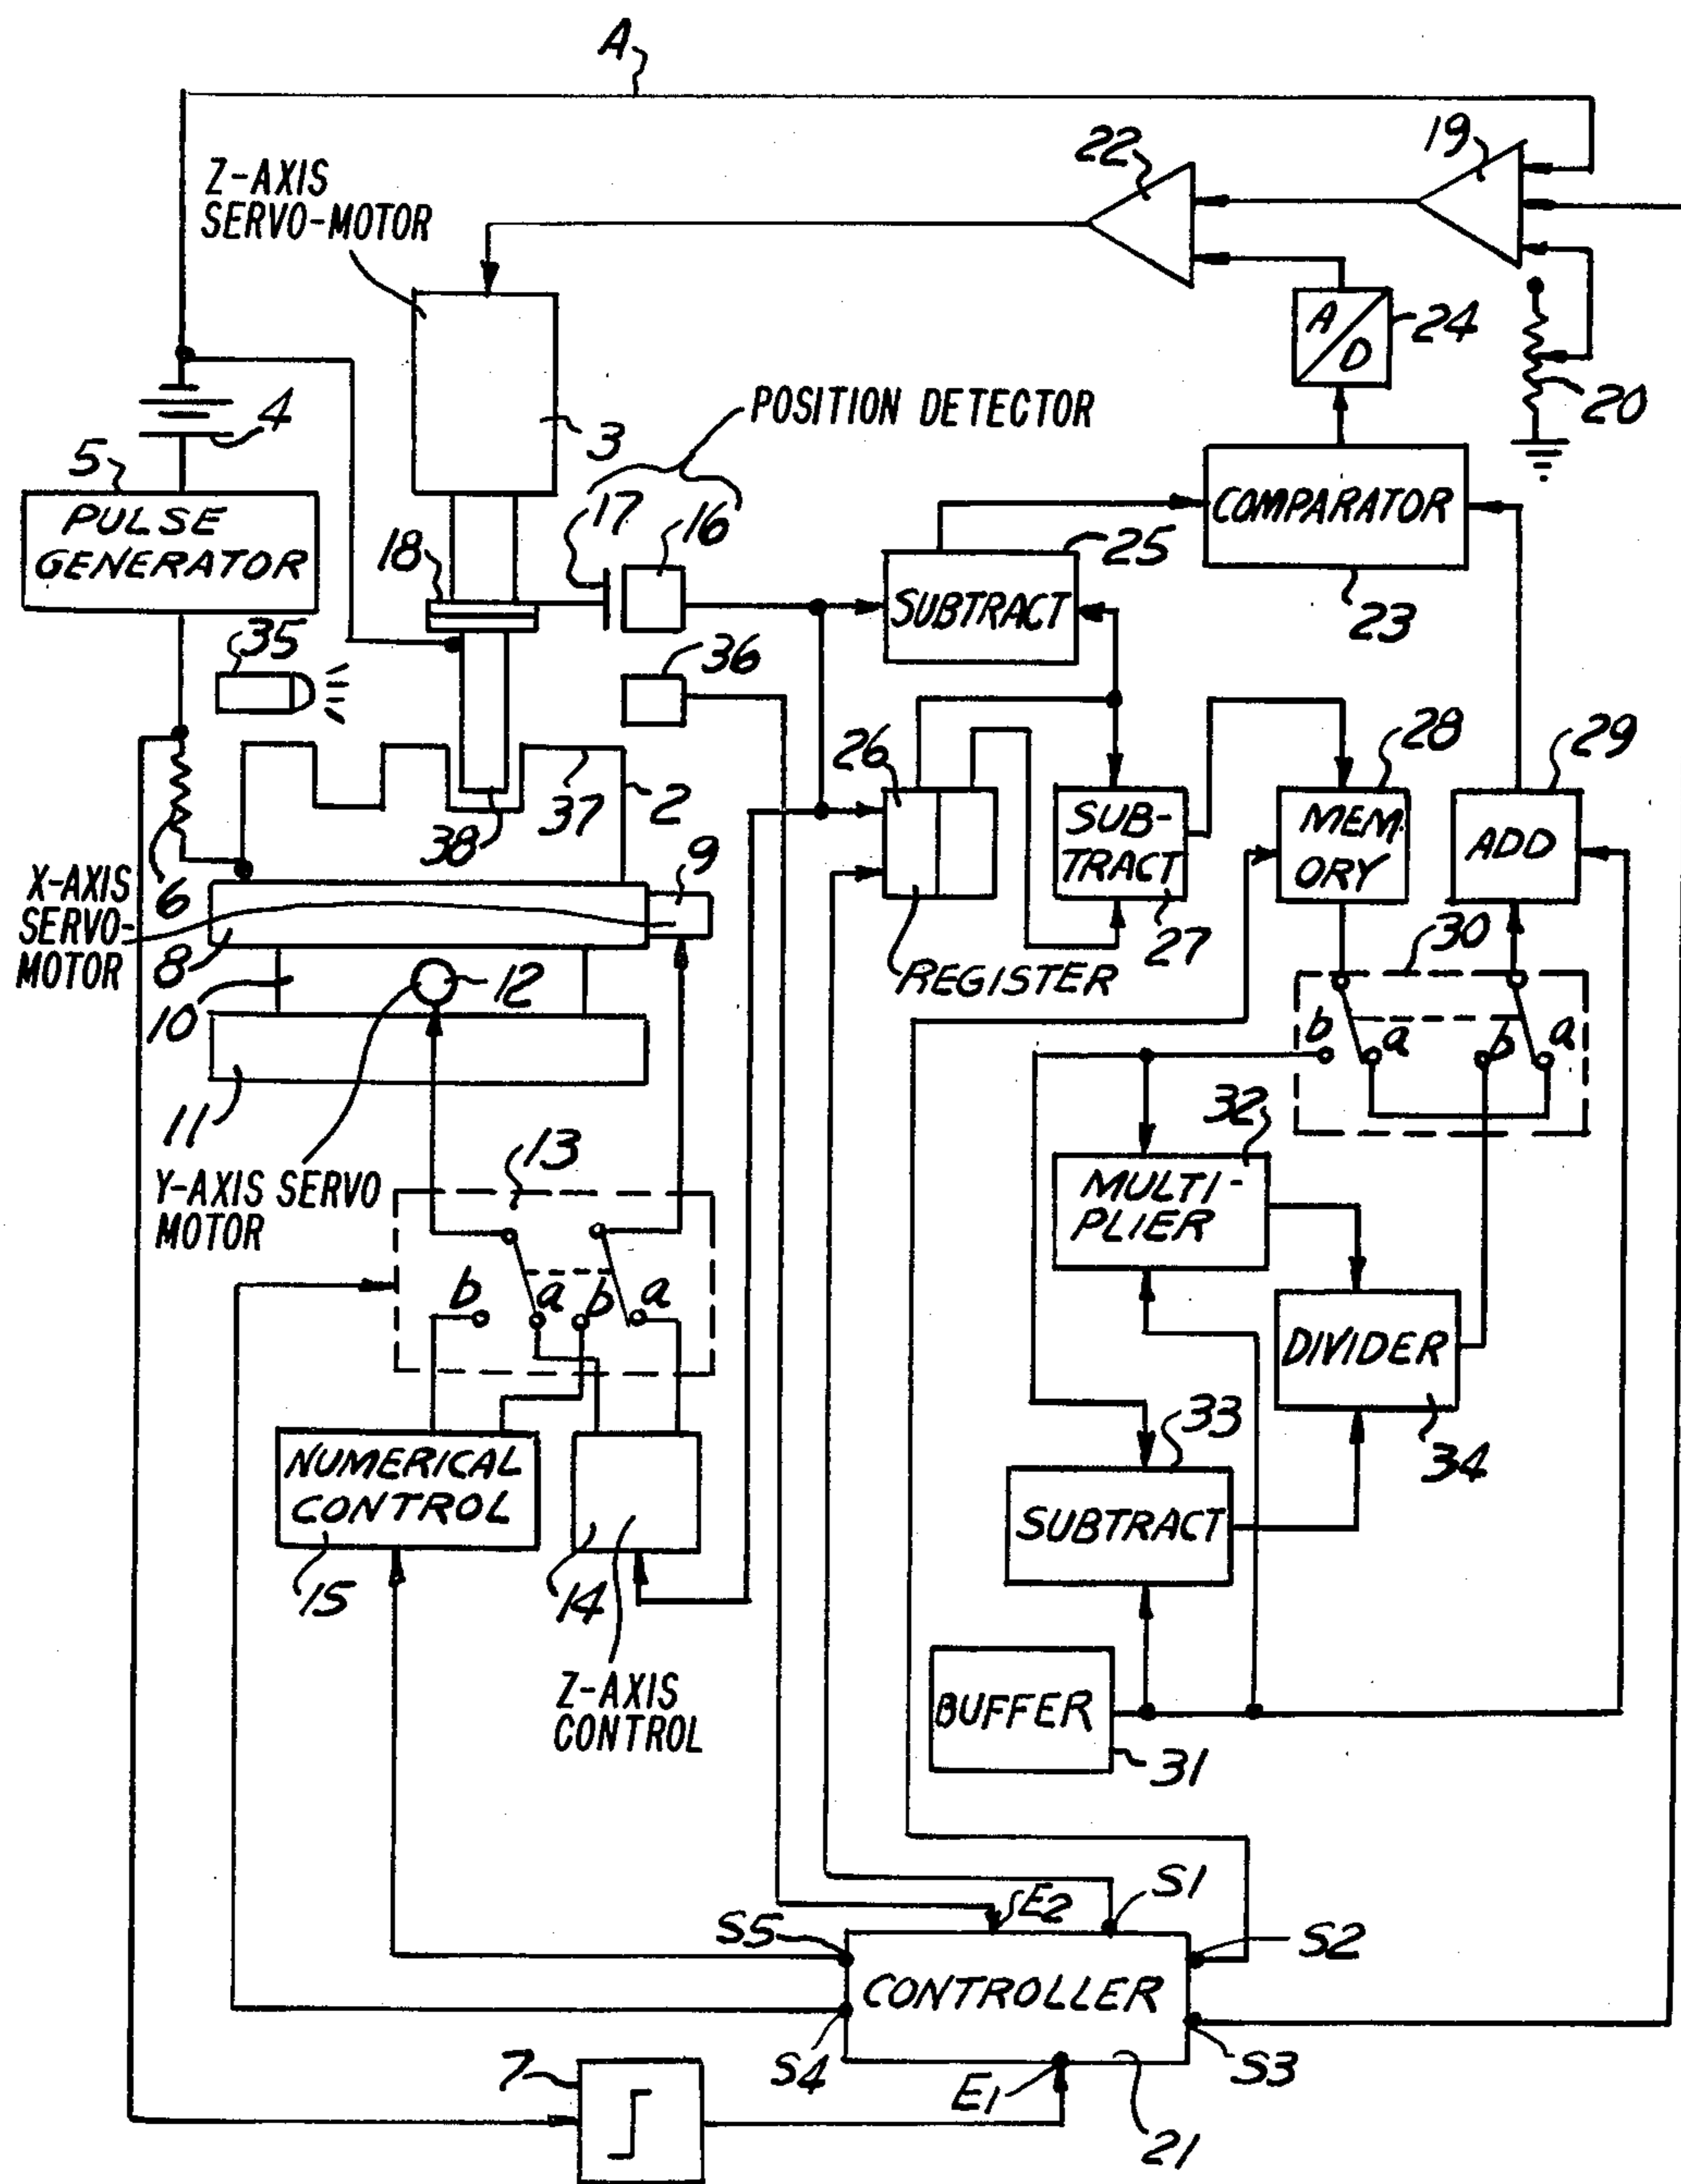 A
22
19
Z-AXIS
SERVO-MOTOR
A/D
24
20
4
3
POSITION DETECTOR
5
PULSE
GENERATOR
17
16
18
COMPARATOR
23
25
SUBTRACT
35
36
26
28
29
37
2
38
SUB-
TRACT
27
MEM-
ORY
ADD
6
9
X-AXIS
SERVO-
MOTOR
8
REGISTER
30
10
12
b
a
b
a
11
32
13
Y-AXIS SERVO
MOTOR
MULTI-
PLIER
b
a
b
a
DIVIDER
34
33
NUMERICAL
CONTROL
15
14
SUBTRACT
Z-AXIS
CONTROL
BUFFER
31
E2
S1
S5
S2
CONTROLLER
S4
S3
7
E1
21